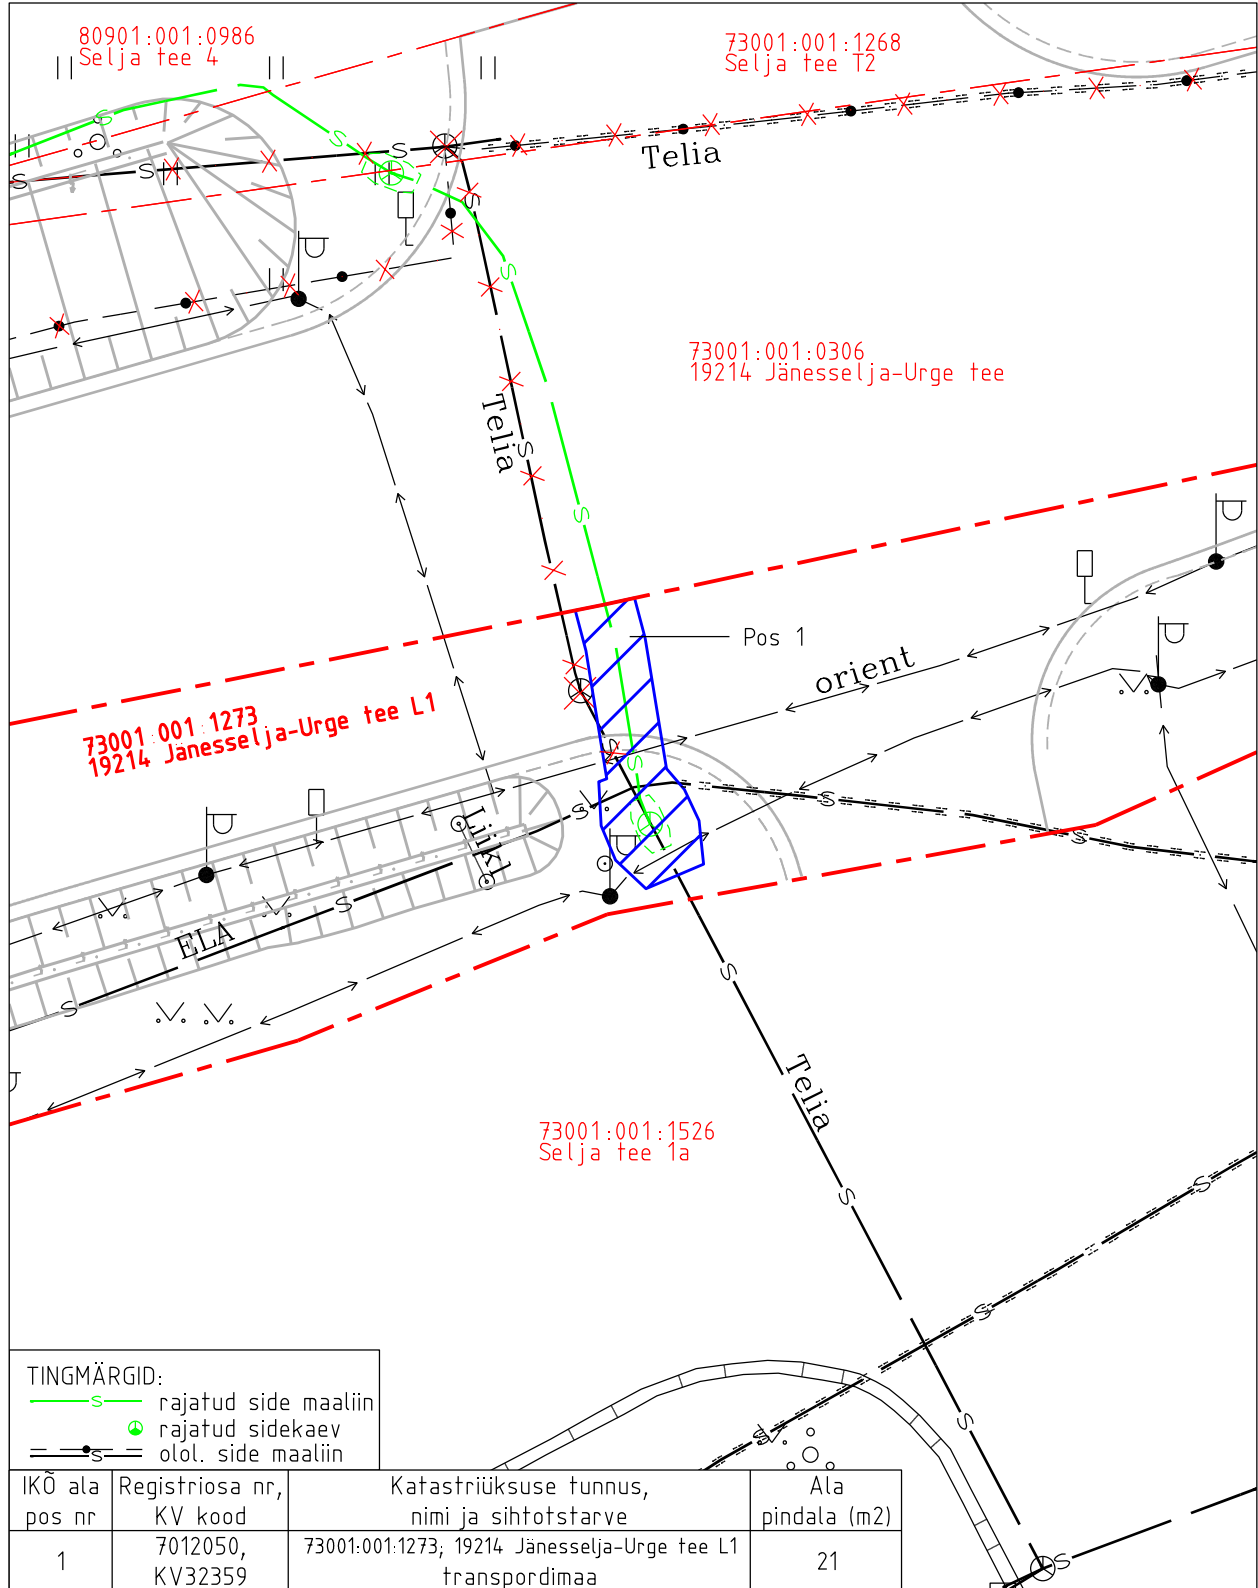 80901:001:0986
Selja tee 4
73001:001:1268
Selja tee T2
Telia
73001:001:0306
19214 Jänesselja-Urge tee
Telia
Pos 1
orient
73001:001:1273
19214 Jänesselja-Urge tee L1
Liikl
ELA
Telia
73001:001:1526
Selja tee 1a
TINGMÄRGID:
S rajatud side maaliin
rajatud sidekaev
S olol. side maaliin
IKÕ ala pos nr
Registriosa nr, KV kood
Katastriüksuse tunnus, nimi ja sihtotstarve
Ala pindala (m2)
1
7012050, KV32359
73001:001:1273; 19214 Jänesselja-Urge tee L1 transpordimaa
21